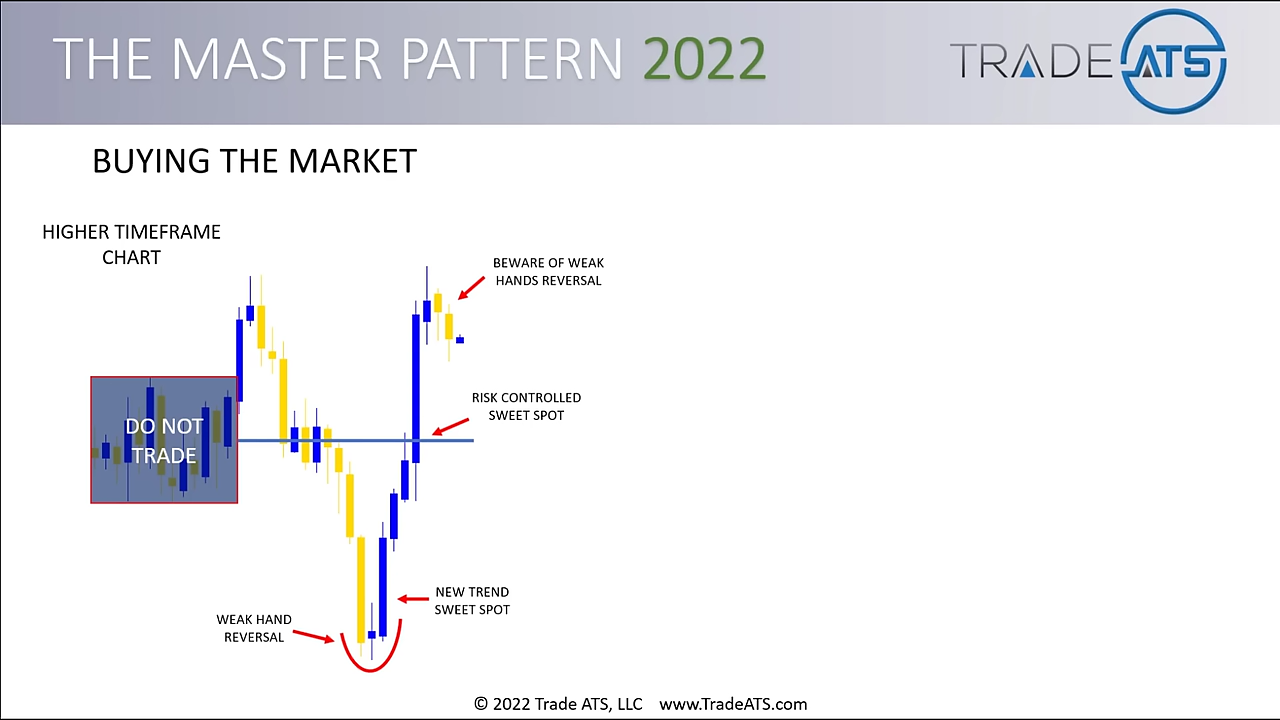 THE MASTER PATTERN 2022
TRADE ATS
BUYING THE MARKET
HIGHER TIMEFRAME
CHART
BEWARE OF WEAK
HANDS REVERSAL
RISK CONTROLLED
SWEET SPOT
DO NOT
TRADE
NEW TREND
SWEET SPOT
WEAK HAND
REVERSAL
© 2022 Trade ATS, LLC www.TradeATS.com